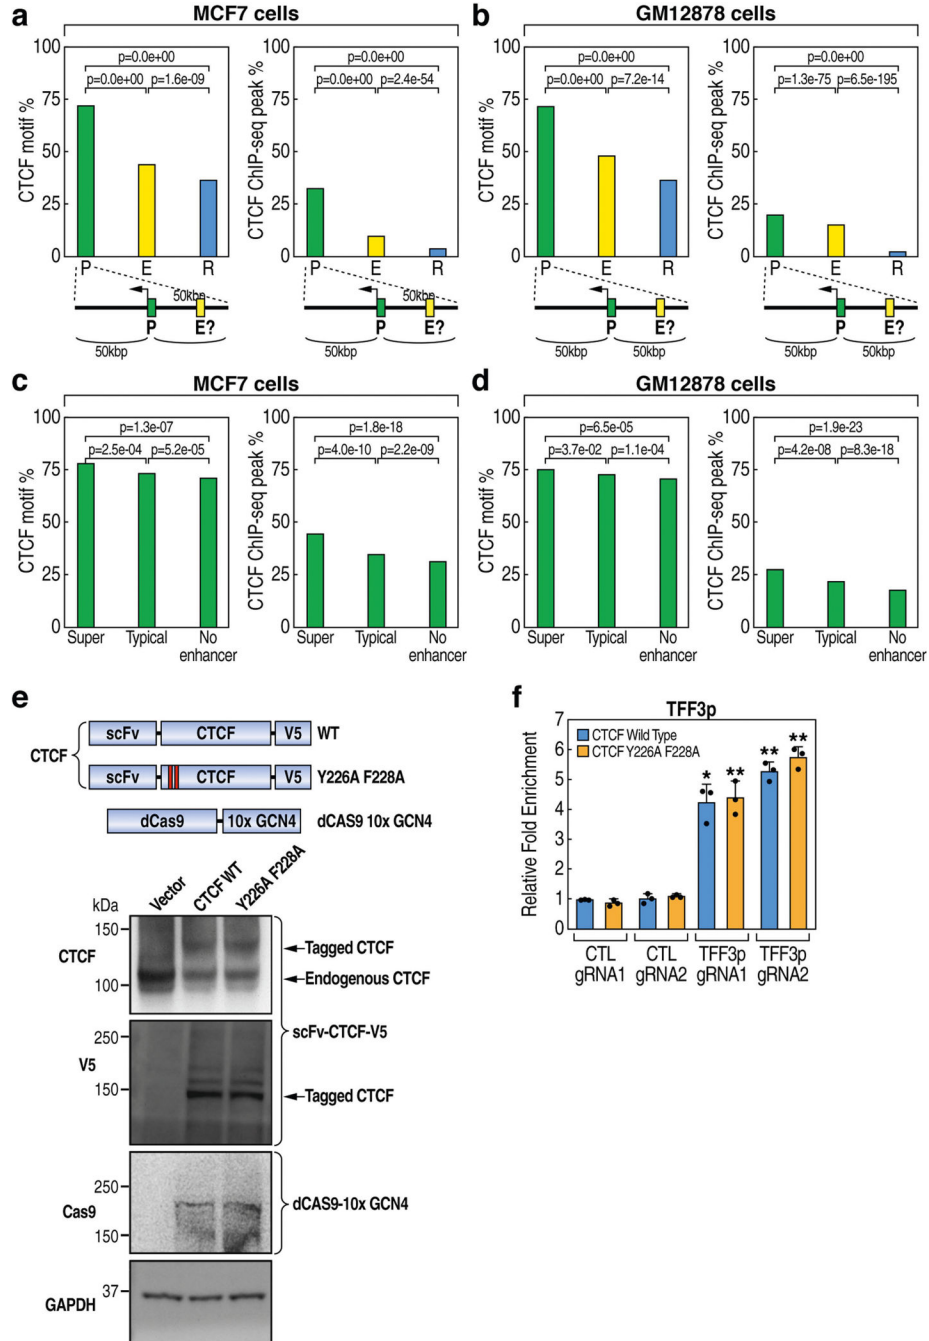 a
MCF7 cells
CTCF motif %
100
75
50
25
0
p=0.0e+00
p=0.0e+00
p=1.6e-09
P
E
R
50kbp
P
E?
50kbp
CTCF ChIP-seq peak %
100
75
50
25
0
p=0.0e+00
p=0.0e+00
p=2.4e-54
P
E
R
50kbp
P
E?
50kbp
b
GM12878 cells
CTCF motif %
100
75
50
25
0
p=0.0e+00
p=0.0e+00
p=7.2e-14
P
E
R
P
E?
50kbp
50kbp
CTCF ChIP-seq peak %
100
75
50
25
0
p=0.0e+00
p=1.3e-75
p=6.5e-195
P
E
R
P
E?
50kbp
50kbp
c
MCF7 cells
CTCF motif %
100
75
50
25
0
p=1.3e-07
p=2.5e-04
p=5.2e-05
Super
Typical
No
enhancer
CTCF ChIP-seq peak %
100
75
50
25
0
p=1.8e-18
p=4.0e-10
p=2.2e-09
Super
Typical
No
enhancer
d
GM12878 cells
CTCF motif %
100
75
50
25
0
p=6.5e-05
p=3.7e-02
p=1.1e-04
Super
Typical
No
enhancer
CTCF ChIP-seq peak %
100
75
50
25
0
p=1.9e-23
p=4.2e-08
p=8.3e-18
Super
Typical
No
enhancer
e
CTCF
scFv
CTCF
V5
WT
scFv
CTCF
V5
Y226A F228A
dCas9
10x GCN4
dCAS9 10x GCN4
Vector
CTCF WT
Y226A F228A
kDa
CTCF
150
100
Tagged CTCF
Endogenous CTCF
scFv-CTCF-V5
V5
250
150
Tagged CTCF
Cas9
250
150
dCAS9-10x GCN4
GAPDH
37
f
TFF3p
Relative Fold Enrichment
7
6
5
4
3
2
1
0
CTCF Wild Type
CTCF Y226A F228A
*
**
**
**
CTL
gRNA1
CTL
gRNA2
TFF3p
gRNA1
TFF3p
gRNA2